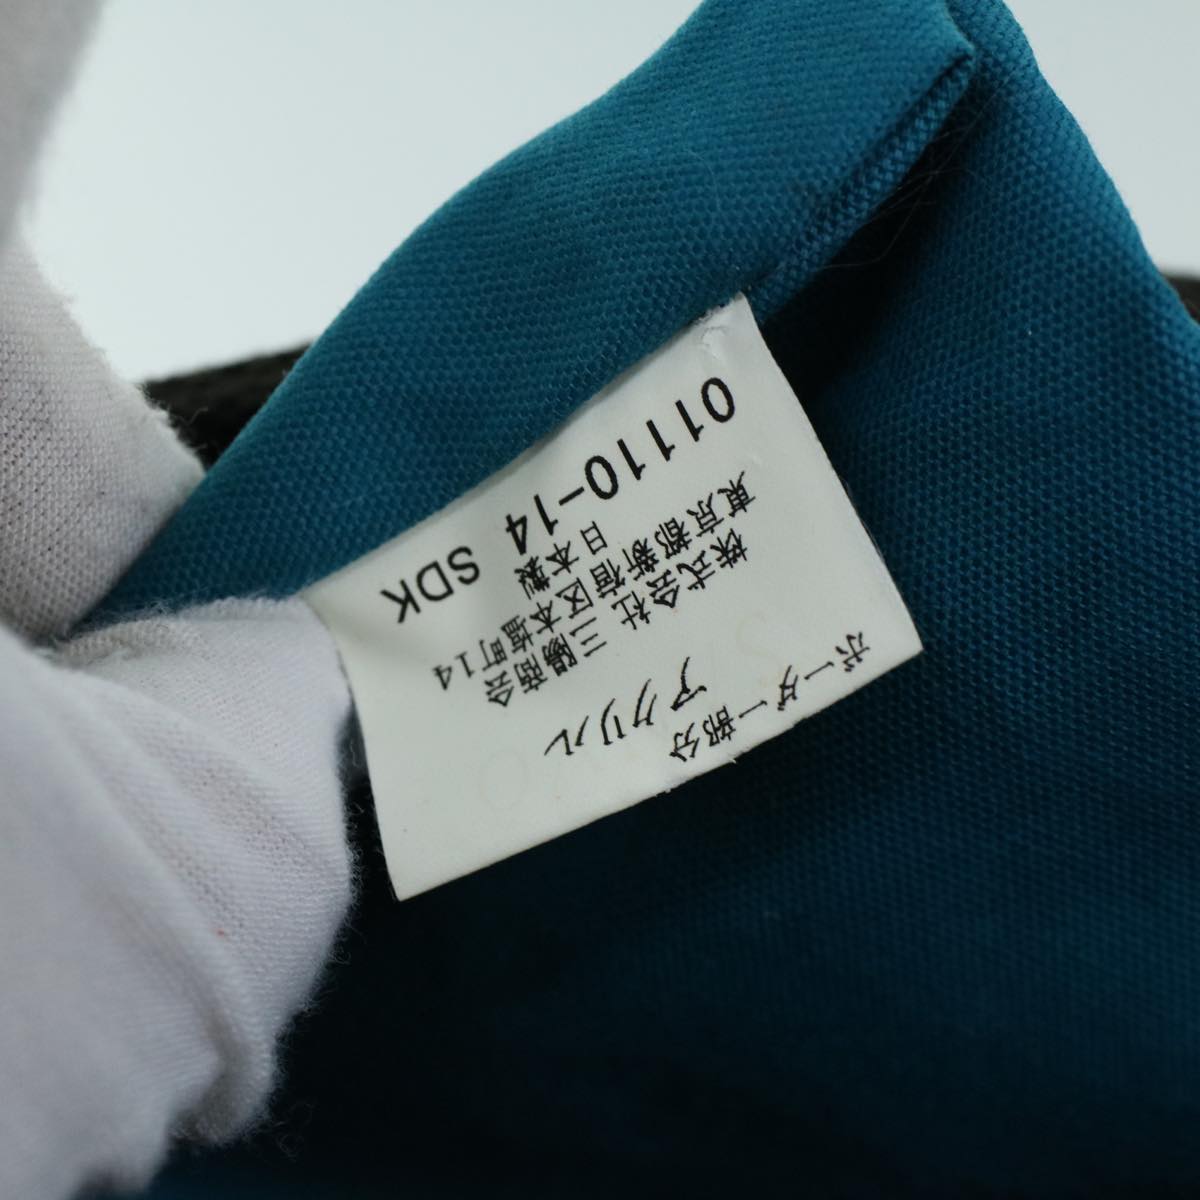 ボーダー部分
アクリル
株式会社 三陽商会
東京都新宿区本塩町14
日本製
01110-14 SDK